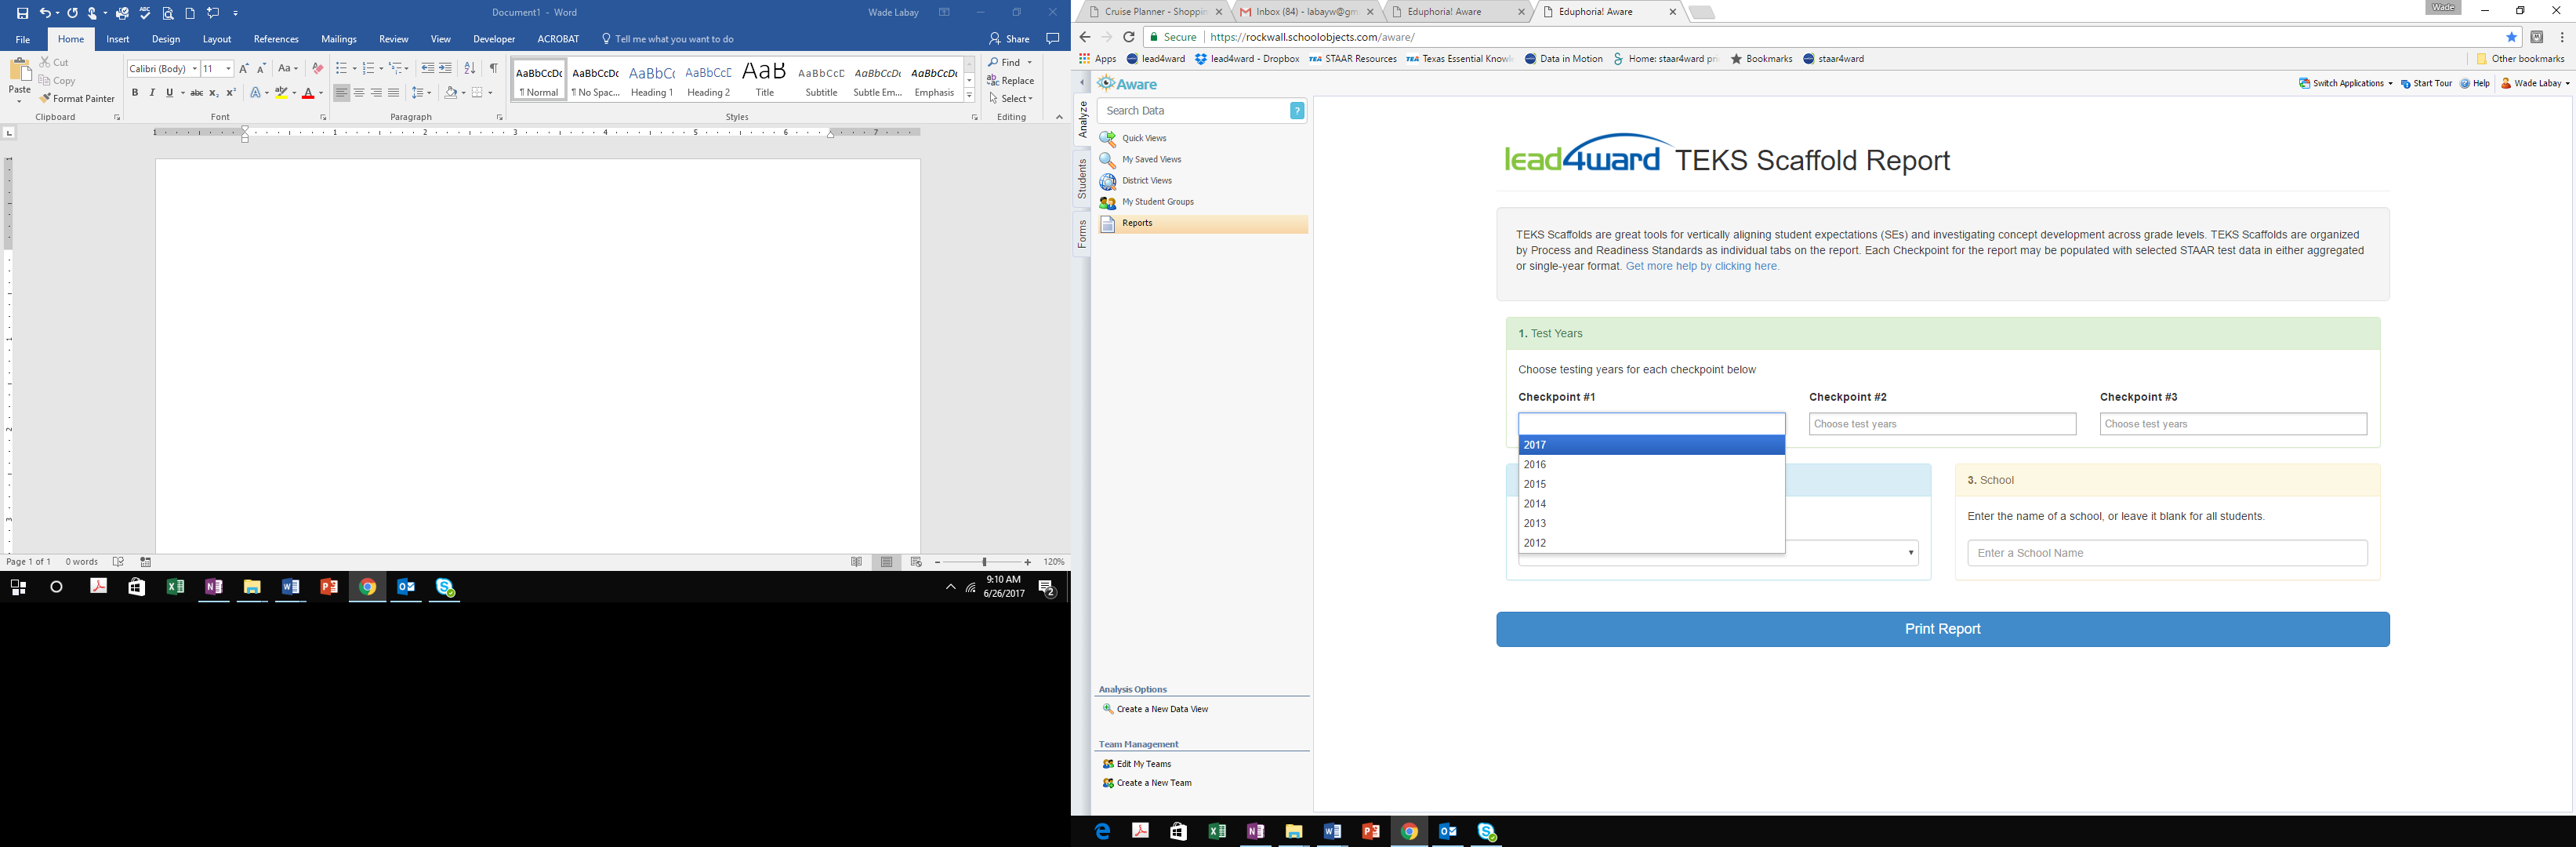 Document1 - Word
Wade Labay
File
Home
Insert
Design
Layout
References
Mailings
Review
View
Developer
ACROBAT
Tell me what you want to do
Share
Paste
Cut
Copy
Format Painter
Clipboard
Calibri (Body)
11
Font
Paragraph
AaBbCcDc
¶ Normal
AaBbCcDc
¶ No Spac...
AaBbC(
Heading 1
AaBbCcE
Heading 2
AaB
Title
AaBbCcD
Subtitle
AaBbCcDc
Subtle Em...
AaBbCcDc
Emphasis
Styles
Find
Replace
Select
Editing
Page 1 of 1
0 words
120%
9:10 AM
6/26/2017
Cruise Planner - Shoppin
Inbox (84) - labayw@gm
Eduphoria! Aware
Eduphoria! Aware
Wade
Secure
https://rockwall.schoolobjects.com/aware/
Apps
lead4ward
lead4ward - Dropbox
STAAR Resources
Texas Essential Knowl
Data in Motion
Home: staar4ward pri
Bookmarks
staar4ward
Other bookmarks
Aware
Switch Applications
Start Tour
Help
Wade Labay
Analyze
Students
Forms
Search Data
?
Quick Views
My Saved Views
District Views
My Student Groups
Reports
Analysis Options
Create a New Data View
Team Management
Edit My Teams
Create a New Team
lead4ward TEKS Scaffold Report
TEKS Scaffolds are great tools for vertically aligning student expectations (SEs) and investigating concept development across grade levels. TEKS Scaffolds are organized
by Process and Readiness Standards as individual tabs on the report. Each Checkpoint for the report may be populated with selected STAAR test data in either aggregated
or single-year format. Get more help by clicking here.
1. Test Years
Choose testing years for each checkpoint below
Checkpoint #1
Checkpoint #2
Checkpoint #3
Choose test years
Choose test years
2017
2016
2015
2014
2013
2012
3. School
Enter the name of a school, or leave it blank for all students.
Enter a School Name
Print Report